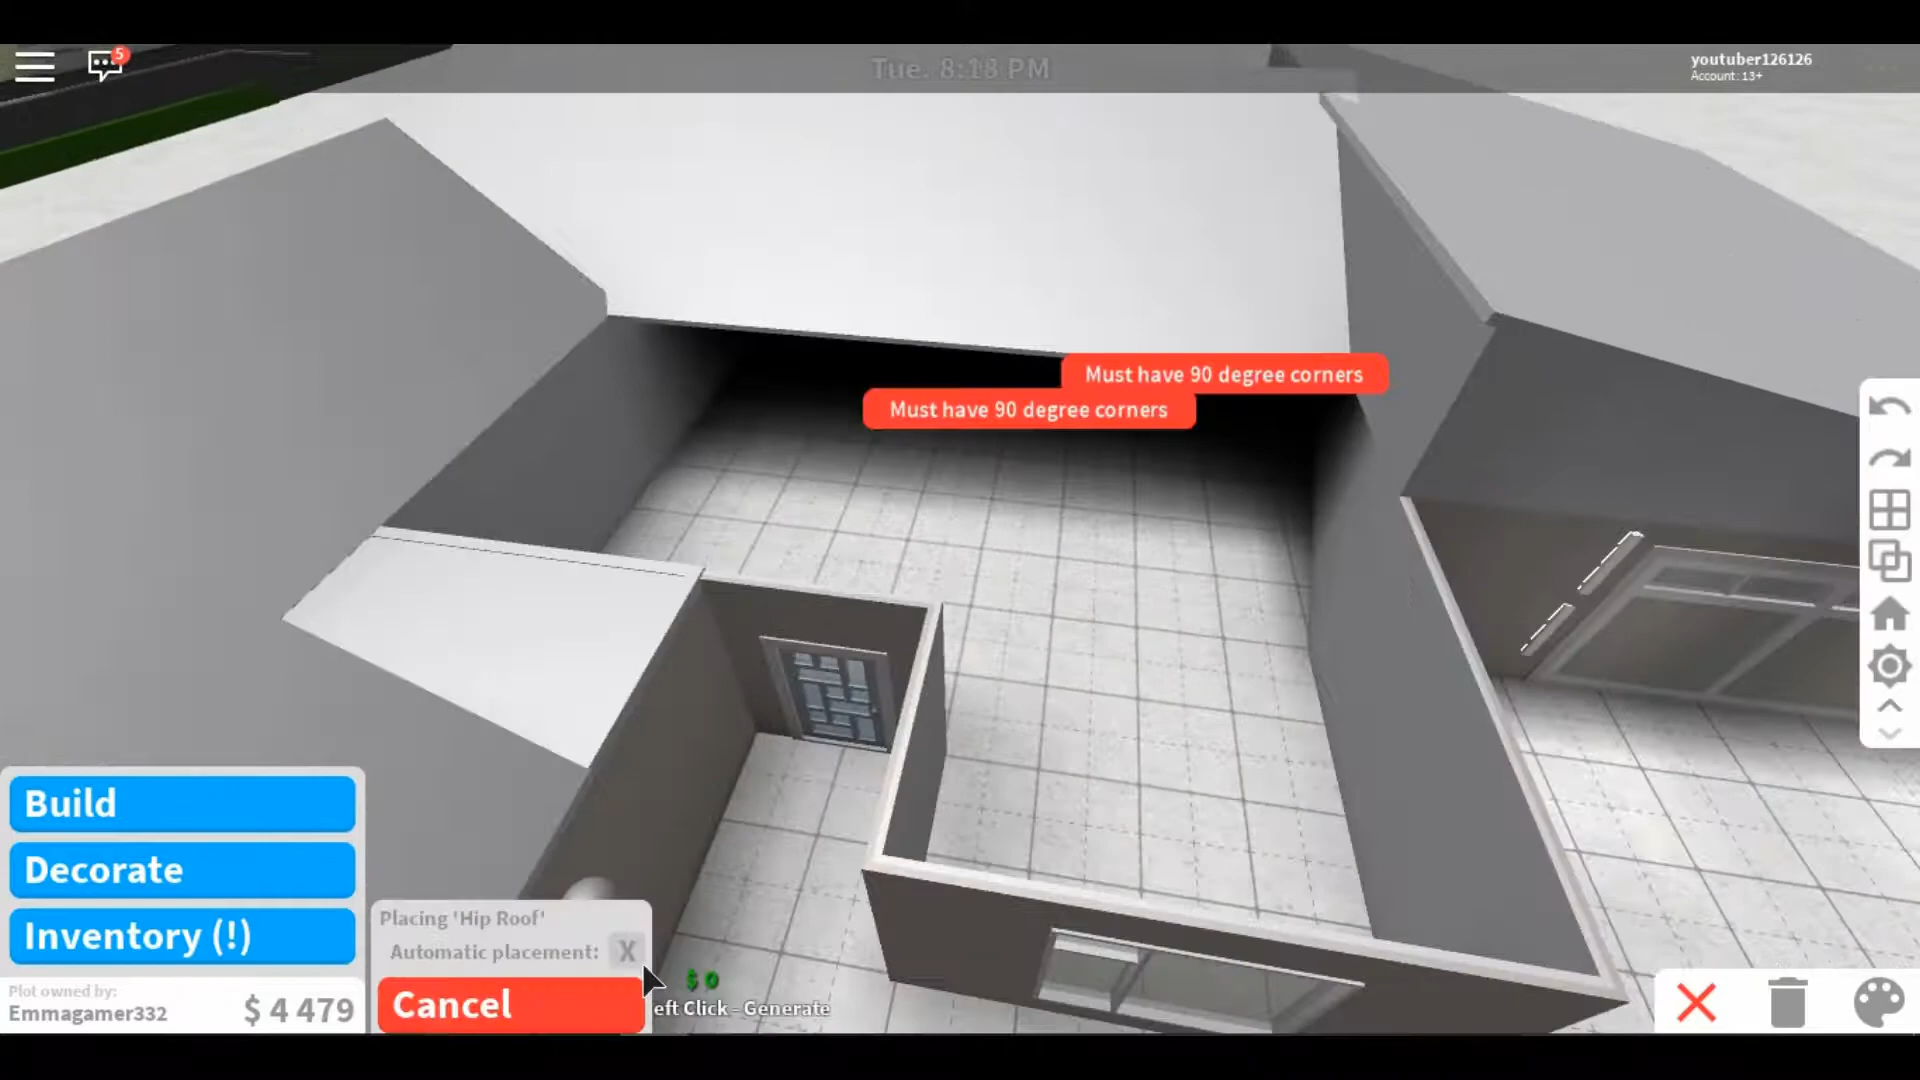 5
Tue. 8:18 PM
youtuber126126
Account: 13+
Must have 90 degree corners
Must have 90 degree corners
Build
Decorate
Inventory (!)
Plot owned by:
Emmagamer332
$ 4 479
Placing 'Hip Roof'
Automatic placement: X
Cancel
$ 0
eft Click - Generate